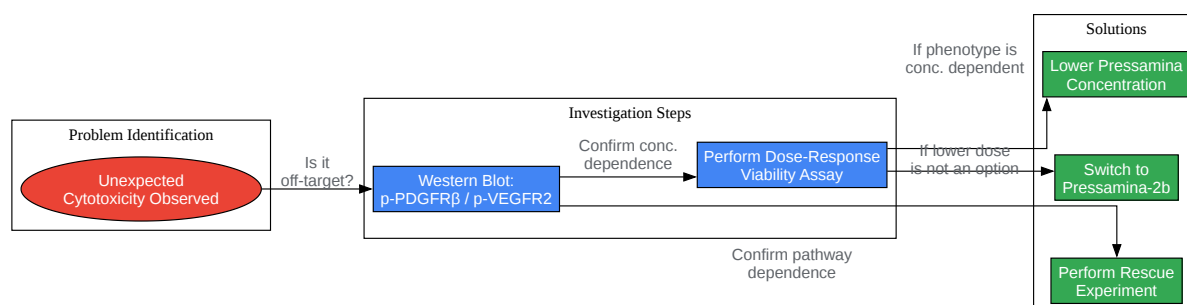 Problem Identification
Unexpected
Cytotoxicity Observed
Is it
off-target?
Investigation Steps
Western Blot:
p-PDGFRβ / p-VEGFR2
Confirm conc.
dependence
Perform Dose-Response
Viability Assay
Confirm pathway
dependence
If phenotype is
conc. dependent
If lower dose
is not an option
Solutions
Lower Pressamina
Concentration
Switch to
Pressamina-2b
Perform Rescue
Experiment